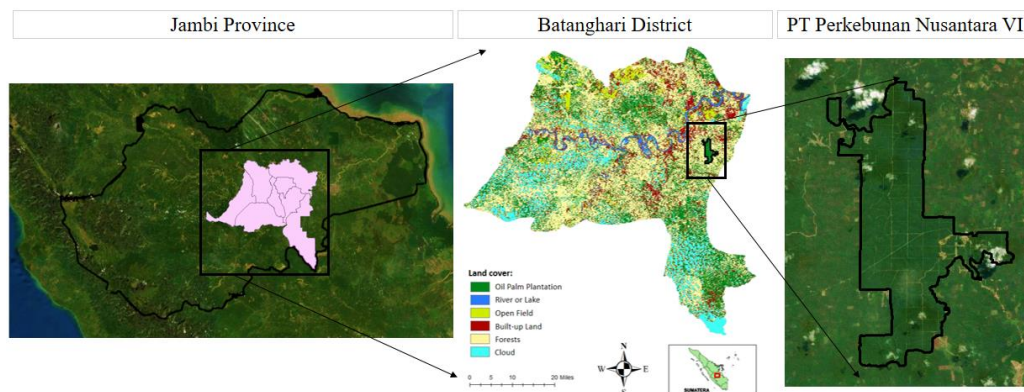 Jambi Province
Batanghari District
PT Perkebunan Nusantara VI
Land cover:
Oil Palm Plantation
River or Lake
Open Field
Built-up Land
Forests
Cloud
0 5 10 20 Miles
N
W E
SUMATERA